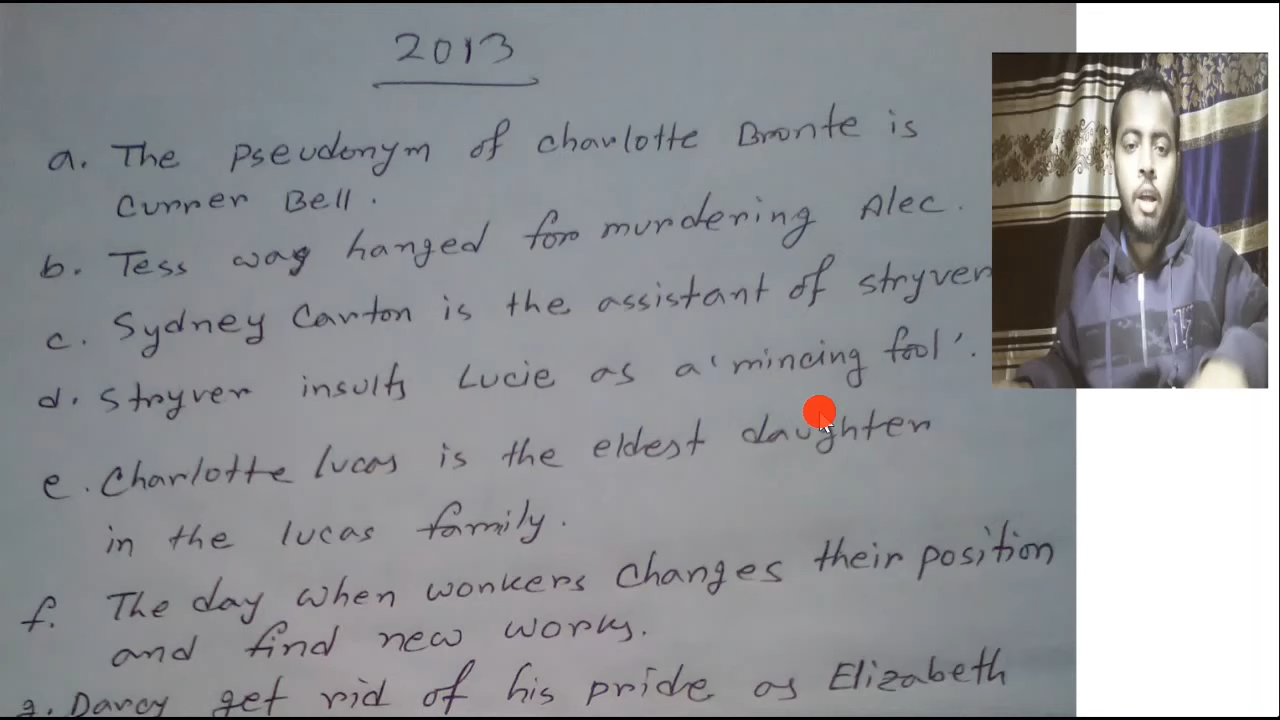 2013
a. The pseudonym of Charlotte Bronte is
Currer Bell.
b. Tess was hanged for murdering Alec.
c. Sydney Carton is the assistant of Stryver
d. Stryver insults Lucie as a 'mincing fool'.
e. Charlotte lucas is the eldest daughter
in the lucas family.
f. The day when workers changes their position
and find new works.
g. Darcy get rid of his pride as Elizabeth